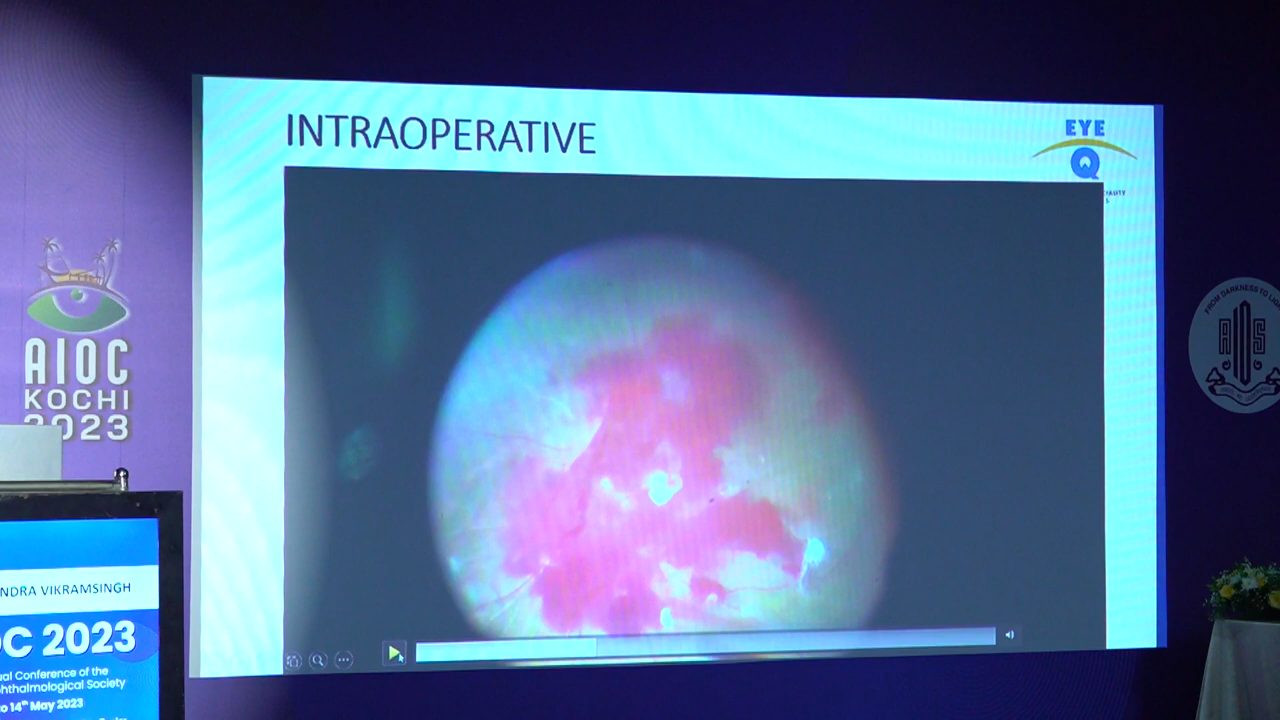 INTRAOPERATIVE
EYE
Q
AIOC
KOCHI
2023
FROM DARKNESS TO
AIOS
NDRA VIKRAMSINGH
OC 2023
ual Conference of the
hthalmological Society
to 14th May 2023